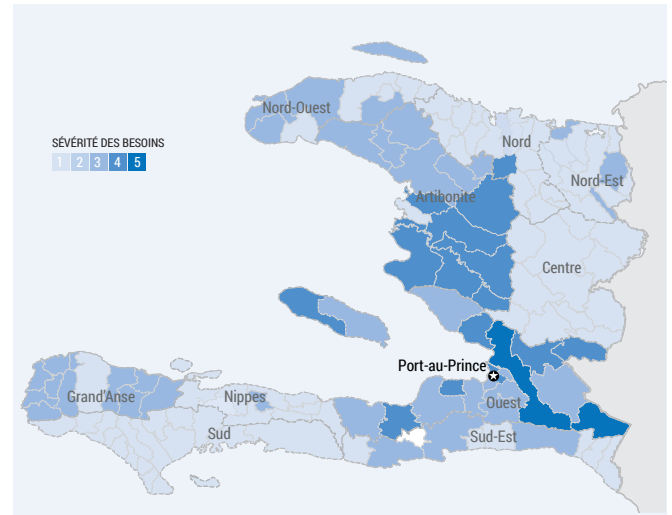 Nord-Ouest
SÉVÉRITÉ DES BESOINS
1 2 3 4 5
Nord
Nord-Est
Artibonite
Centre
Port-au-Prince
Grand'Anse
Nippes
Ouest
Sud
Sud-Est